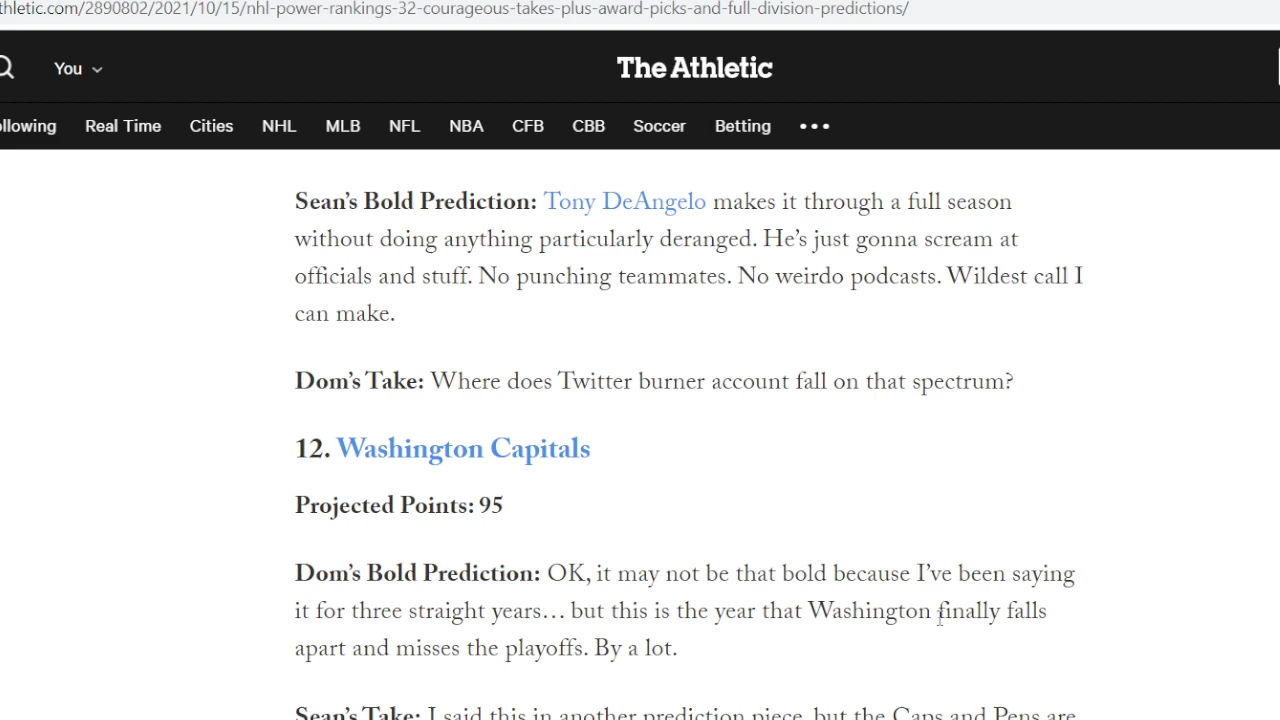 thletic.com/2890802/2021/10/15/nhl-power-rankings-32-courageous-takes-plus-award-picks-and-full-division-predictions/
You
The Athletic
ollowing Real Time Cities NHL MLB NFL NBA CFB CBB Soccer Betting •••
Sean's Bold Prediction: Tony DeAngelo makes it through a full season
without doing anything particularly deranged. He's just gonna scream at
officials and stuff. No punching teammates. No weirdo podcasts. Wildest call I
can make.
Dom's Take: Where does Twitter burner account fall on that spectrum?
12. Washington Capitals
Projected Points: 95
Dom's Bold Prediction: OK, it may not be that bold because I've been saying
it for three straight years… but this is the year that Washington finally falls
apart and misses the playoffs. By a lot.
Sean's Take: I said this in another prediction piece, but the Caps and Pens are